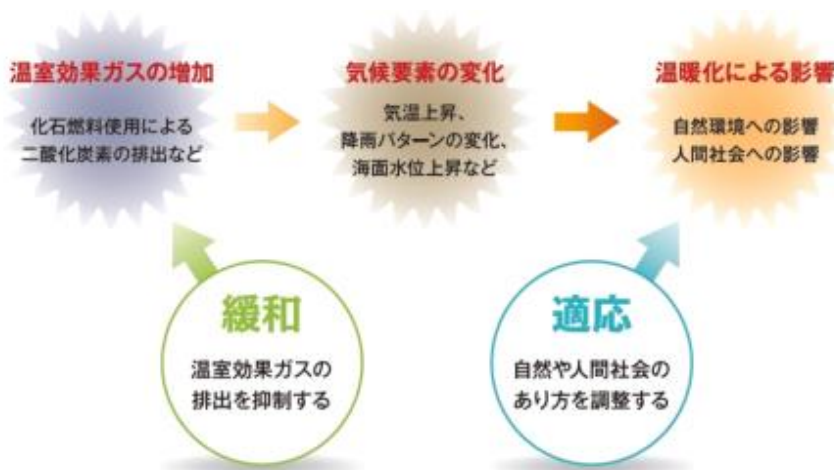 温室効果ガスの増加
化石燃料使用による
二酸化炭素の排出など
気候要素の変化
気温上昇、
降雨パターンの変化、
海面水位上昇など
温暖化による影響
自然環境への影響
人間社会への影響
緩和
温室効果ガスの
排出を抑制する
適応
自然や人間社会の
あり方を調整する